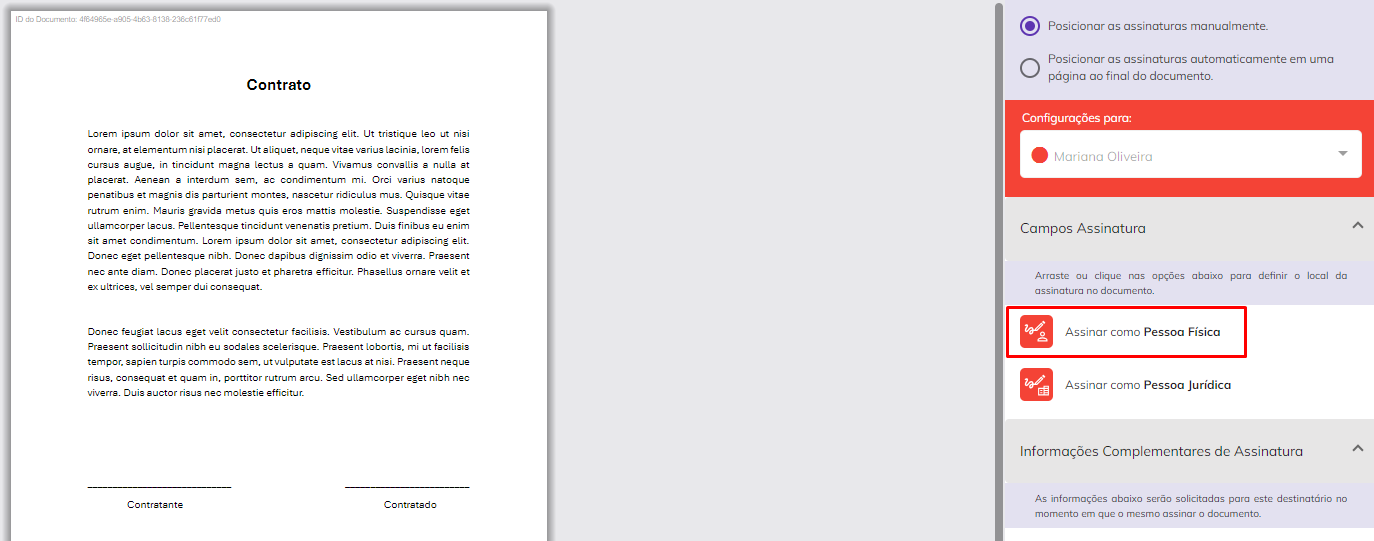 ID do Documento: 4f64965e-a905-4b63-8138-236c61f77ed0
Contrato
Lorem ipsum dolor sit amet, consectetur adipiscing elit. Ut tristique leo ut nisi
ornare, at elementum nisi placerat. Ut aliquet, neque vitae varius lacinia, lorem felis
cursus augue, in tincidunt magna lectus a quam. Vivamus convallis a nulla at
placerat. Aenean a interdum sem, ac condimentum mi. Orci varius natoque
penatibus et magnis dis parturient montes, nascetur ridiculus mus. Quisque vitae
rutrum enim. Mauris gravida metus quis eros mattis molestie. Suspendisse eget
ullamcorper lacus. Pellentesque tincidunt venenatis pretium. Duis finibus eu enim
sit amet condimentum. Lorem ipsum dolor sit amet, consectetur adipiscing elit.
Donec eget pellentesque nibh. Donec dapibus dignissim odio et viverra. Praesent
nec ante diam. Donec placerat justo et pharetra efficitur. Phasellus ornare velit et
ex ultrices, vel semper dui consequat.
Donec feugiat lacus eget velit consectetur facilisis. Vestibulum ac cursus quam.
Praesent sollicitudin nibh eu sodales scelerisque. Praesent lobortis, mi ut facilisis
tempor, sapien turpis commodo sem, ut vulputate est lacus at nisi. Praesent neque
risus, consequat et quam in, porttitor rutrum arcu. Sed ullamcorper eget nibh nec
viverra. Duis auctor risus nec molestie efficitur.
Contratante
Contratado
Posicionar as assinaturas manualmente.
Posicionar as assinaturas automaticamente em uma
página ao final do documento.
Configurações para:
Mariana Oliveira
Campos Assinatura
Arraste ou clique nas opções abaixo para definir o local da
assinatura no documento.
Assinar como Pessoa Física
Assinar como Pessoa Jurídica
Informações Complementares de Assinatura
As informações abaixo serão solicitadas para este destinatário no
momento em que o mesmo assinar o documento.